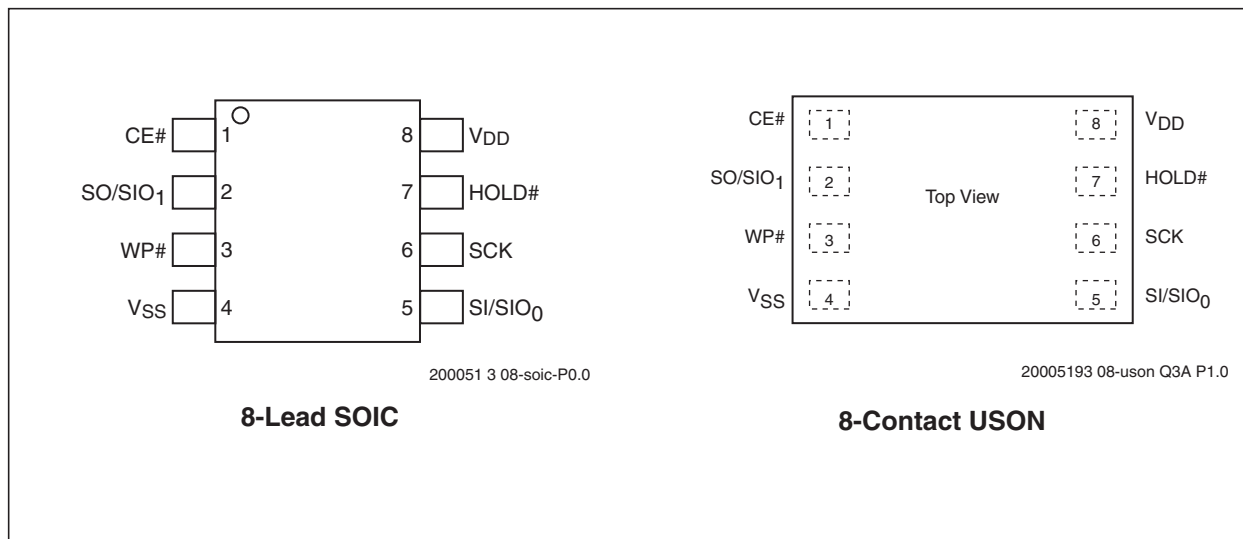 CE# 1 8 VDD
SO/SIO1 2 7 HOLD#
WP# 3 6 SCK
VSS 4 5 SI/SIO0
200051 3 08-soic-P0.0
8-Lead SOIC
CE# 1 8 VDD
SO/SIO1 2 Top View 7 HOLD#
WP# 3 6 SCK
VSS 4 5 SI/SIO0
20005193 08-uson Q3A P1.0
8-Contact USON